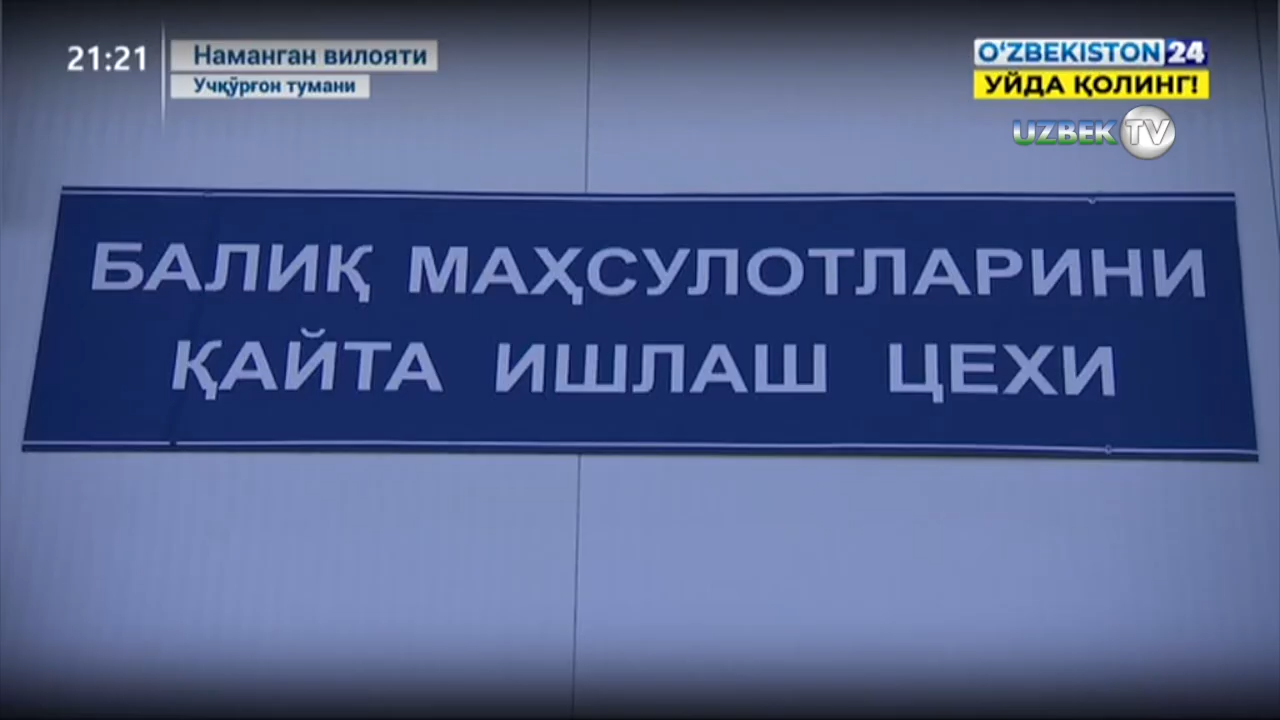 21:21
Наманган вилояти
Учқўрғон тумани
O‘ZBEKISTON 24
УЙДА ҚОЛИНГ!
UZBEK TV
БАЛИҚ МАҲСУЛОТЛАРИНИ
ҚАЙТА ИШЛАШ ЦЕХИ